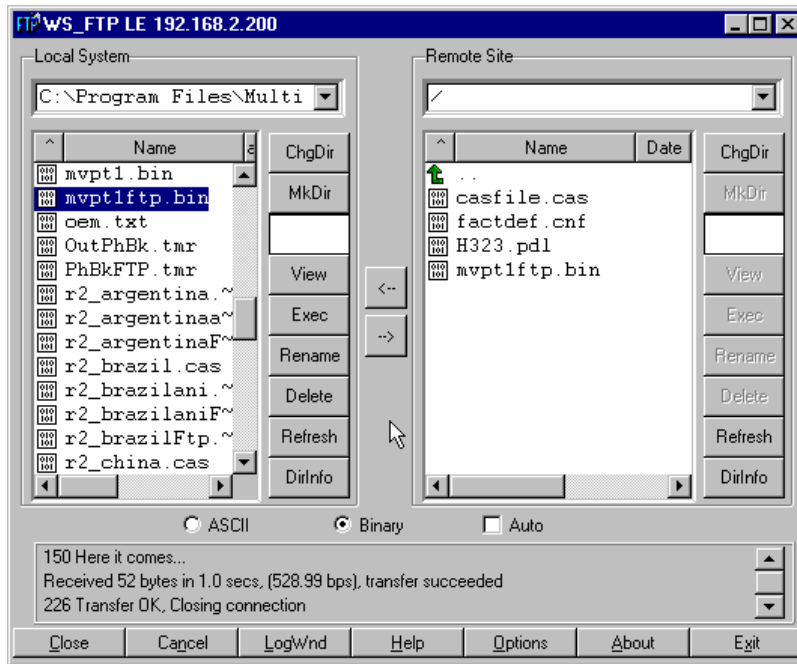 WS_FTP LE 192.168.2.200
Local System
C:\Program Files\Multi
^ Name
mvpt1.bin
mvpt1ftp.bin
oem.txt
OutPhBk.tmr
PhBkFTP.tmr
r2_argentina.~
r2_argentinaa~
r2_argentinaF~
r2_brazil.cas
r2_brazilani.~
r2_brazilaniF~
r2_brazilFtp.~
r2_china.cas
ChgDir
MkDir
View
Exec
Rename
Delete
Refresh
DirInfo
<--
-->
Remote Site
/
^ Name Date
..
casfile.cas
factdef.cnf
H323.pdl
mvpt1ftp.bin
ChgDir
MkDir
View
Exec
Rename
Delete
Refresh
DirInfo
ASCII Binary Auto
150 Here it comes...
Received 52 bytes in 1.0 secs, (528.99 bps), transfer succeeded
226 Transfer OK, Closing connection
Close Cancel LogWnd Help Options About Exit